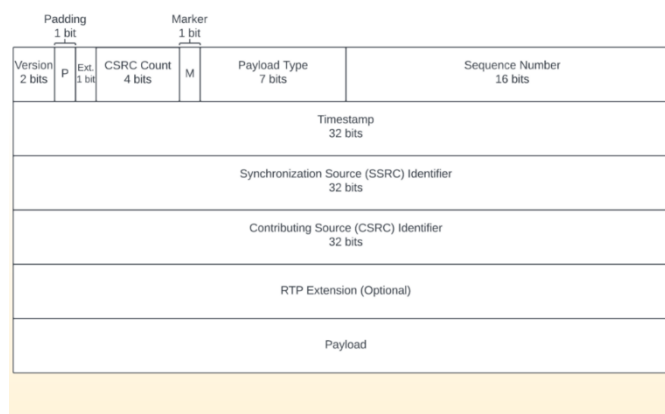 Padding
1 bit
Marker
1 bit
Version
2 bits
P
Ext.
1 bit
CSRC Count
4 bits
M
Payload Type
7 bits
Sequence Number
16 bits
Timestamp
32 bits
Synchronization Source (SSRC) Identifier
32 bits
Contributing Source (CSRC) Identifier
32 bits
RTP Extension (Optional)
Payload